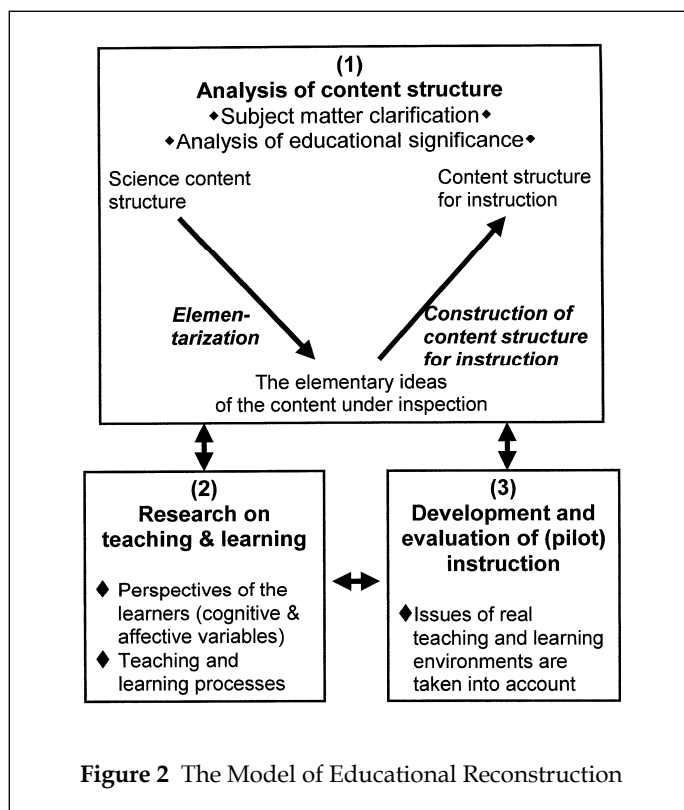 (1)
Analysis of content structure
◆Subject matter clarification◆
◆Analysis of educational significance◆
Science content
structure
Content structure
for instruction
Elemen-
tarization
Construction of
content structure
for instruction
The elementary ideas
of the content under inspection
(2)
Research on
teaching & learning
◆ Perspectives of the
learners (cognitive &
affective variables)
◆ Teaching and
learning processes
(3)
Development and
evaluation of (pilot)
instruction
◆Issues of real
teaching and learning
environments are
taken into account
Figure 2 The Model of Educational Reconstruction